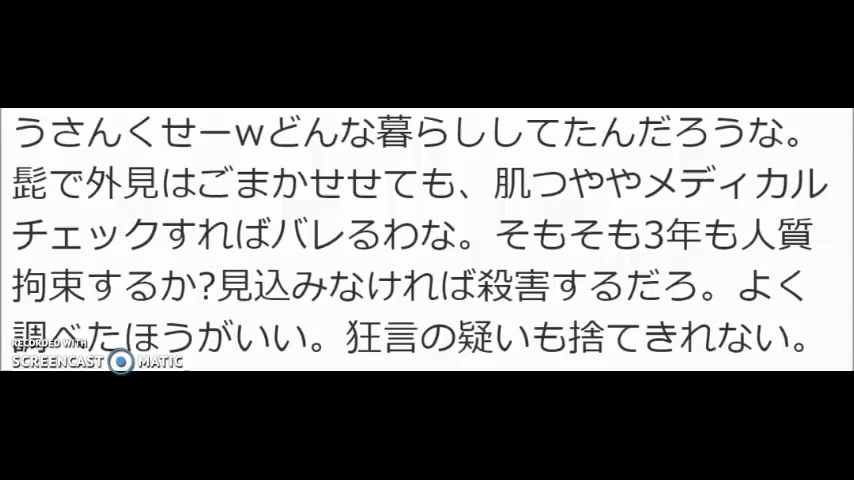 うさんくせーwどんな暮らししてたんだろうな。
髭で外見はごまかせせても、肌つややメディカル
チェックすればバレるわな。そもそも3年も人質
拘束するか?見込みなければ殺害するだろ。よく
調べたほうがいい。狂言の疑いも捨てきれない。
RECORDED WITH
SCREENCAST MATIC